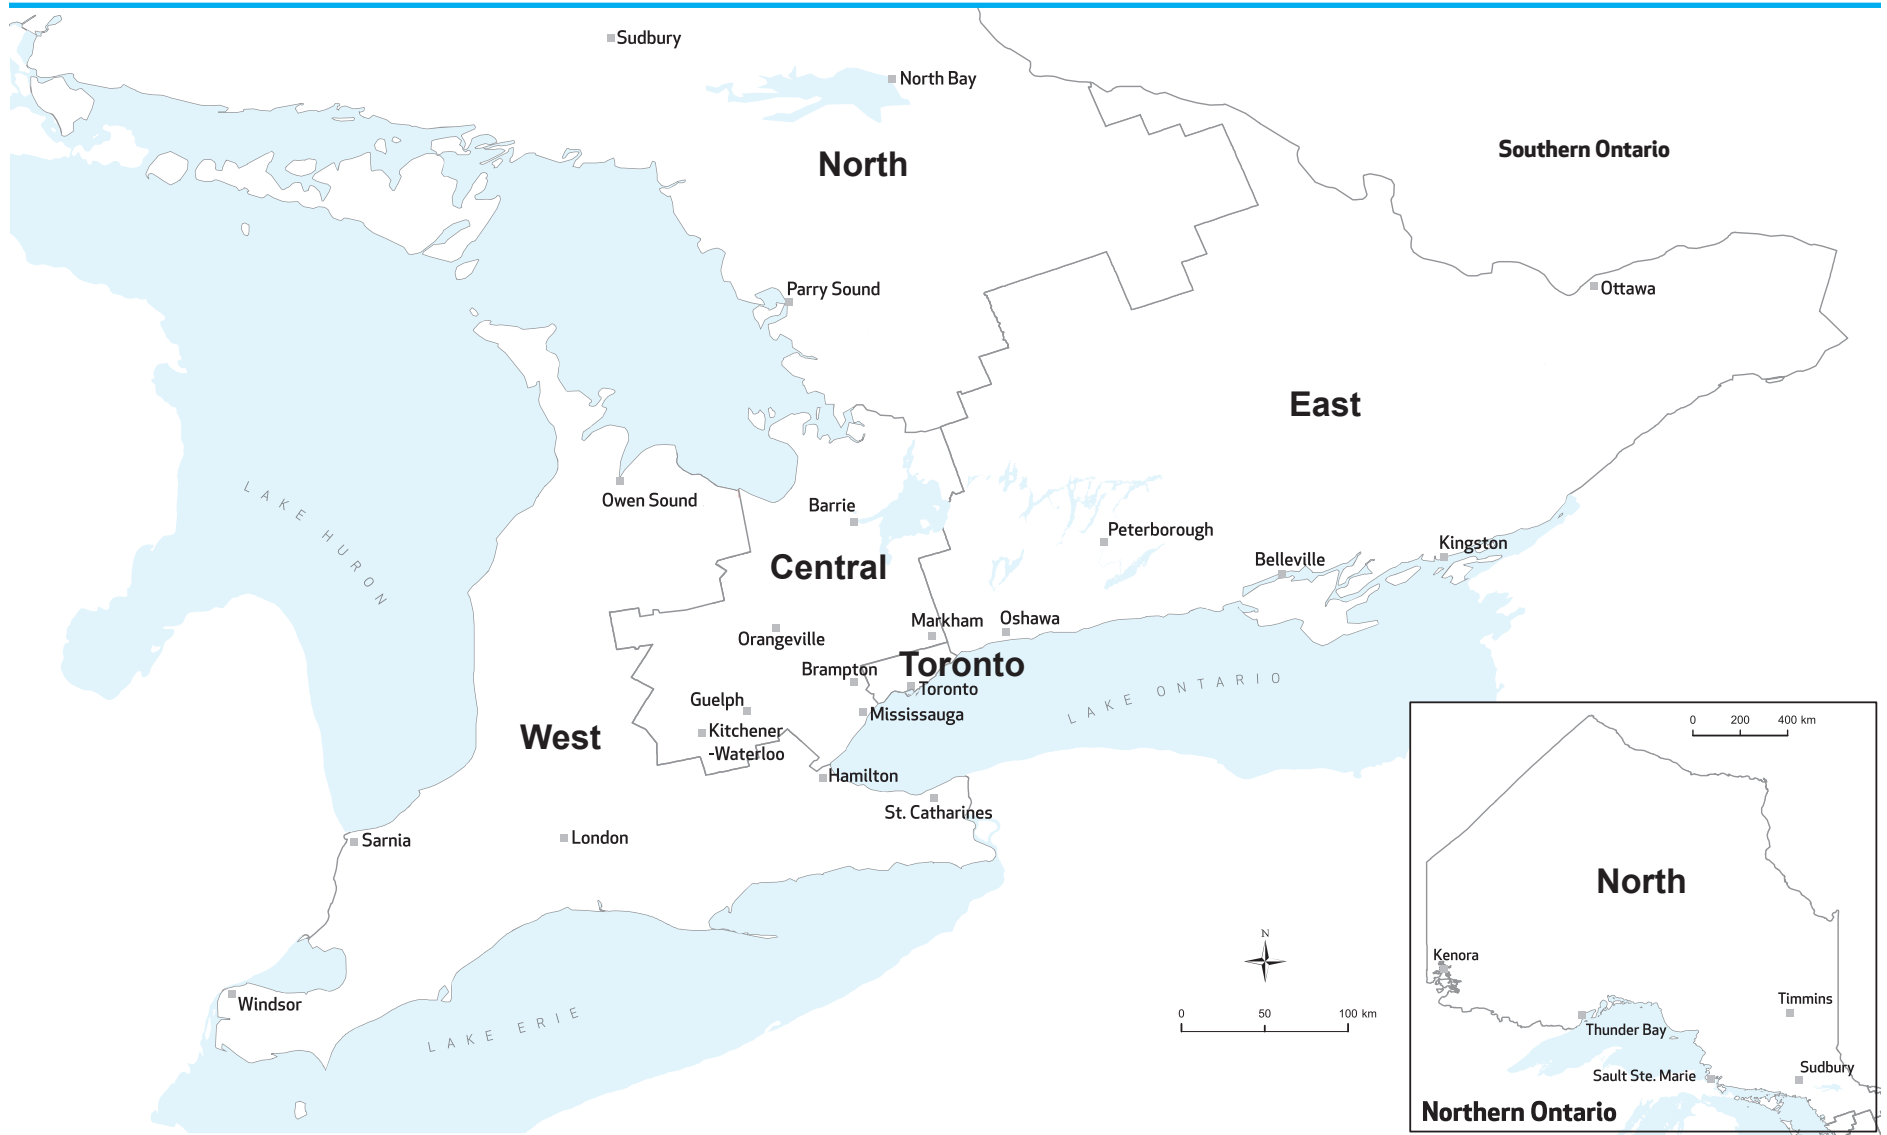 Sudbury
North Bay
North
Southern Ontario
Parry Sound
Ottawa
East
Owen Sound
Barrie
Peterborough
Kingston
Belleville
Central
LAKE HURON
Markham
Oshawa
Orangeville
Toronto
Brampton
Toronto
Guelph
Mississauga
LAKE ONTARIO
Kitchener
-Waterloo
West
Hamilton
St. Catharines
Sarnia
London
Windsor
LAKE ERIE
N
0 50 100 km
0 200 400 km
North
Kenora
Timmins
Thunder Bay
Sudbury
Sault Ste. Marie
Northern Ontario